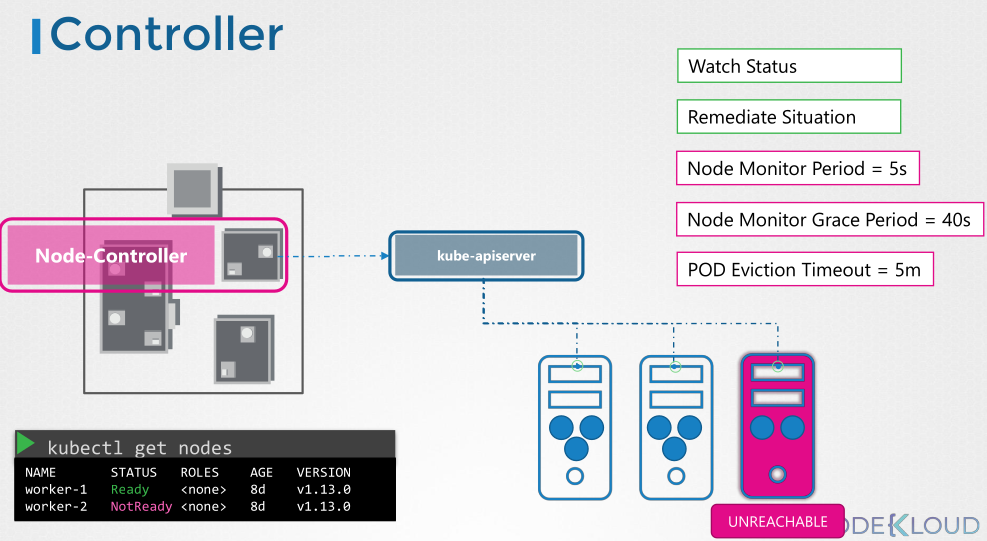 Controller
Watch Status
Remediate Situation
Node Monitor Period = 5s
Node-Controller
Node Monitor Grace Period = 40s
kube-apiserver
POD Eviction Timeout = 5m
kubectl get nodes
NAME STATUS ROLES AGE VERSION
worker-1 Ready <none> 8d v1.13.0
worker-2 NotReady <none> 8d v1.13.0
UNREACHABLE
ODEKLOUD